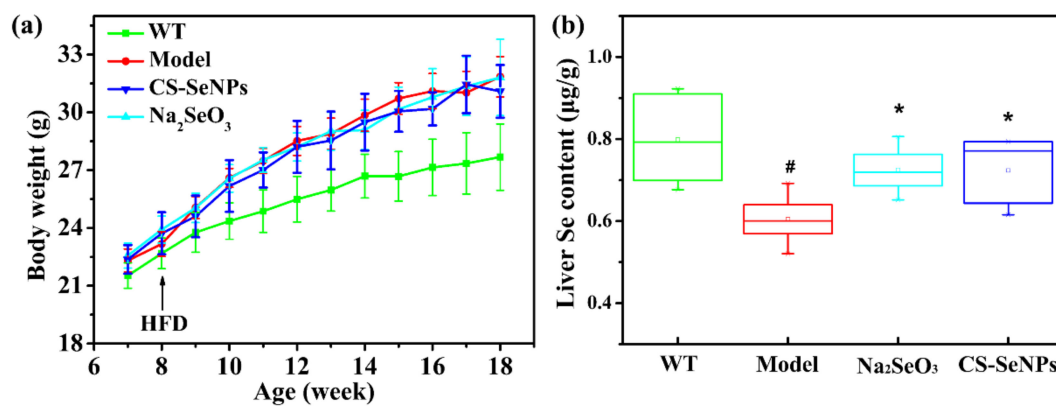 (a)
WT
Model
CS-SeNPs
Na₂SeO₃
Body weight (g)
33
30
27
24
21
18
HFD
6 8 10 12 14 16 18
Age (week)
(b)
Liver Se content (μg/g)
1.0
0.8
0.6
0.4
#
*
*
WT Model Na₂SeO₃ CS-SeNPs